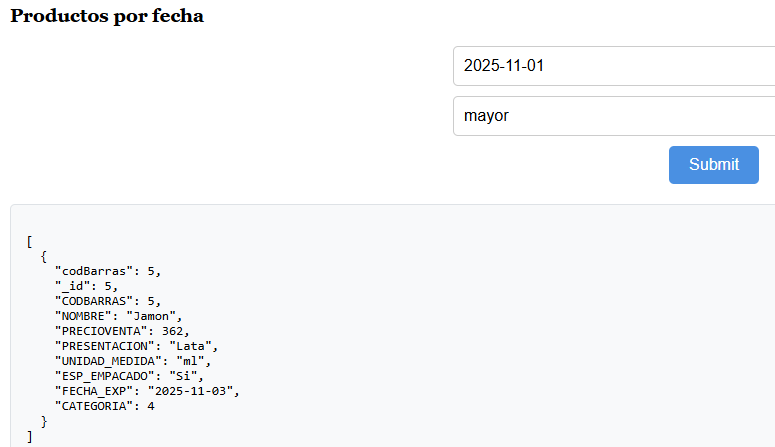 Productos por fecha
2025-11-01
mayor
Submit
[
  {
    "codBarras": 5,
    "_id": 5,
    "CODBARRAS": 5,
    "NOMBRE": "Jamon",
    "PRECIOVENTA": 362,
    "PRESENTACION": "Lata",
    "UNIDAD_MEDIDA": "ml",
    "ESP_EMPACADO": "Si",
    "FECHA_EXP": "2025-11-03",
    "CATEGORIA": 4
  }
]